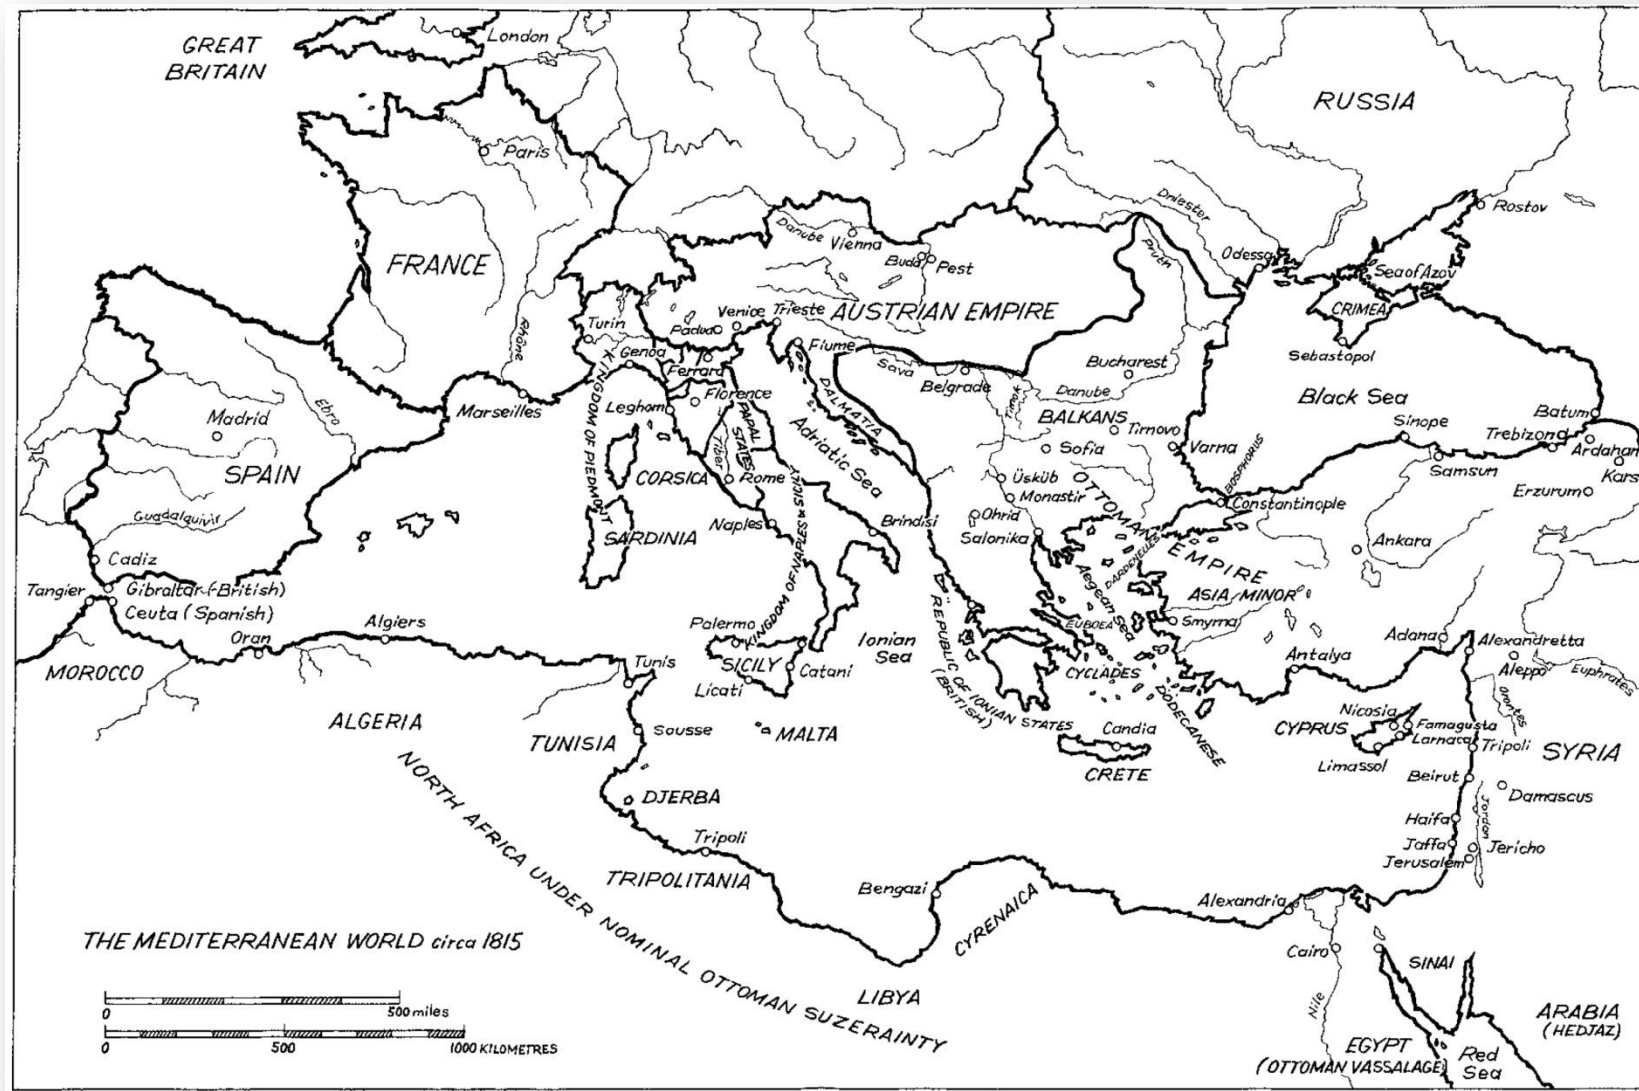 GREAT
BRITAIN
London
RUSSIA
Paris
Dniester
Rostov
Danube
Vienna
Buda
Pest
Pruth
Odessa
Sea of Azov
FRANCE
CRIMEA
Sebastopol
Turin
Venice
Trieste
Padua
AUSTRIAN EMPIRE
Rhône
Genoa
Fiume
Ferrara
Sava
Belgrade
Bucharest
Timok
Danube
Black Sea
Marseilles
Leghorn
Florence
KINGDOM OF PIEDMONT
PAPAL
STATES
Tiber
DALMATIA
Adriatic Sea
BALKANS
Tirnovo
Sofia
Varna
Sinope
Batum
Trebizond
Ardahan
Kars
Samsun
Erzurum
BOSPHORUS
Ebro
Madrid
SPAIN
Guadalquivir
CORSICA
Rome
Üsküb
Monastir
Ohrid
Salonika
OTTOMAN EMPIRE
Constantinople
Ankara
Naples
Brindisi
SARDINIA
KINGDOM OF NAPLES & SICILY
DARDENELLES
Aegean Sea
ASIA MINOR
Cadiz
Tangier
Gibraltar (British)
Ceuta (Spanish)
Oran
Algiers
Palermo
SICILY
Catani
Licati
Ionian
Sea
REPUBLIC OF IONIAN STATES
(BRITISH)
EUBOEA
Smyrna
CYCLADES
DODECANESE
Antalya
Adana
Alexandretta
Aleppo
Euphrates
Orontes
MOROCCO
ALGERIA
Tunis
TUNISIA
Sousse
MALTA
Candia
CRETE
CYPRUS
Nicosia
Famagusta
Larnaca
Limassol
Tripoli
SYRIA
Beirut
Damascus
Jordan
Haifa
Jaffa
Jericho
Jerusalem
DJERBA
Tripoli
TRIPOLITANIA
NORTH AFRICA UNDER NOMINAL OTTOMAN SUZERAINTY
Bengazi
CYRENAICA
Alexandria
Cairo
SINAI
Nile
LIBYA
ARABIA
(HEDJAZ)
EGYPT
(OTTOMAN VASSALAGE)
Red
Sea
THE MEDITERRANEAN WORLD circa 1815
0 500 miles
0 500 1000 KILOMETRES